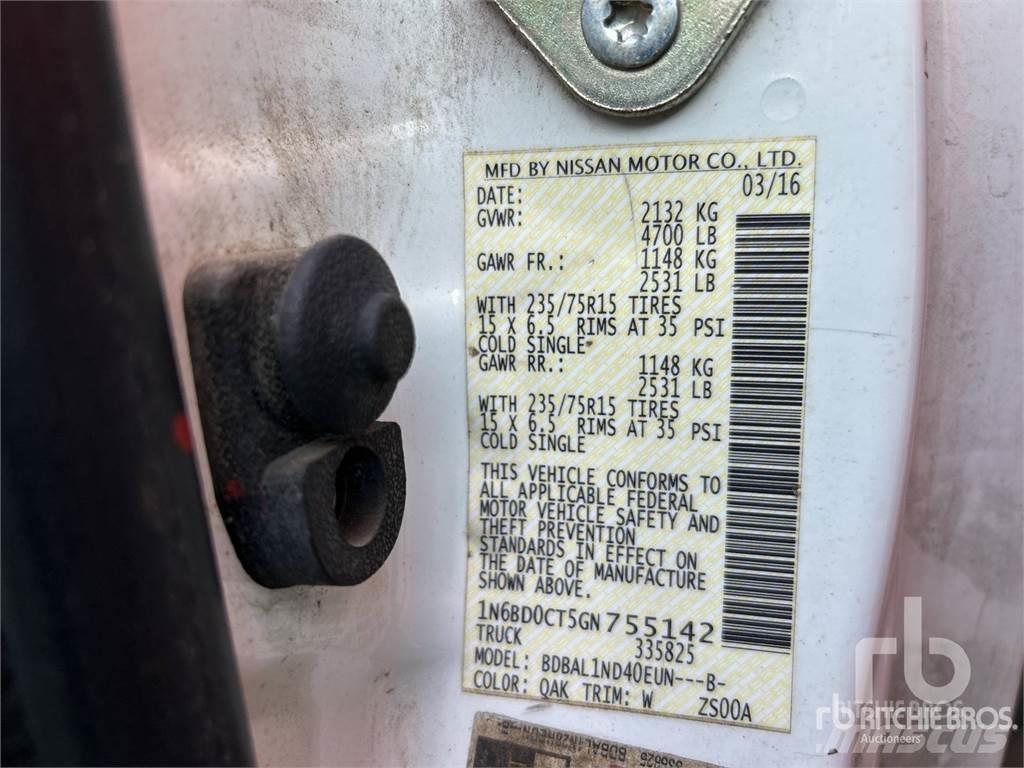 MFD BY NISSAN MOTOR CO., LTD.
DATE: 03/16
GVWR: 2132 KG
4700 LB
GAWR FR.: 1148 KG
2531 LB
WITH 235/75R15 TIRES
15 X 6.5 RIMS AT 35 PSI
COLD SINGLE
GAWR RR.: 1148 KG
2531 LB
WITH 235/75R15 TIRES
15 X 6.5 RIMS AT 35 PSI
COLD SINGLE
THIS VEHICLE CONFORMS TO
ALL APPLICABLE FEDERAL
MOTOR VEHICLE SAFETY AND
THEFT PREVENTION
STANDARDS IN EFFECT ON
THE DATE OF MANUFACTURE
SHOWN ABOVE.
1N6BD0CT5GN755142
TRUCK 335825
MODEL: BDBAL1ND40EUN---B-
COLOR: QAK TRIM: W ZS00A
rb
rb RITCHIE BROS.
Auctioneers